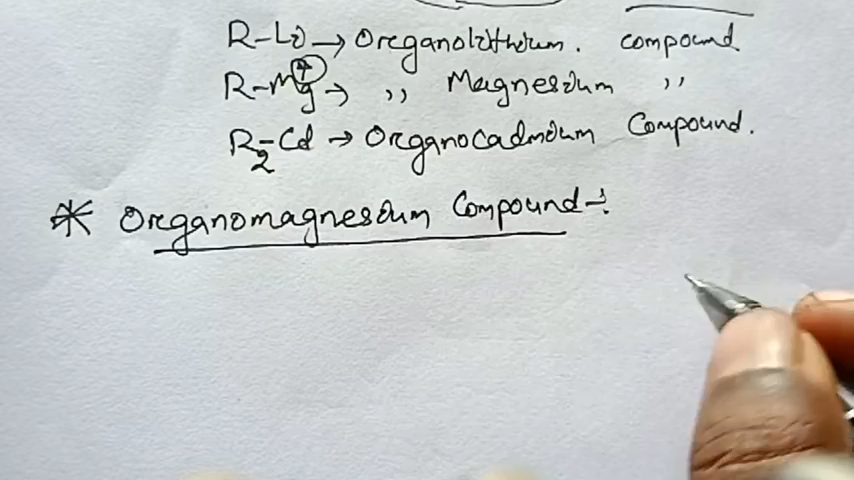 R-Li → Organolithium. compound
R-Mg+ → ,, Magnesium ,,
R2-Cd → Organocadmium Compound.
* Organomagnesium Compound -: